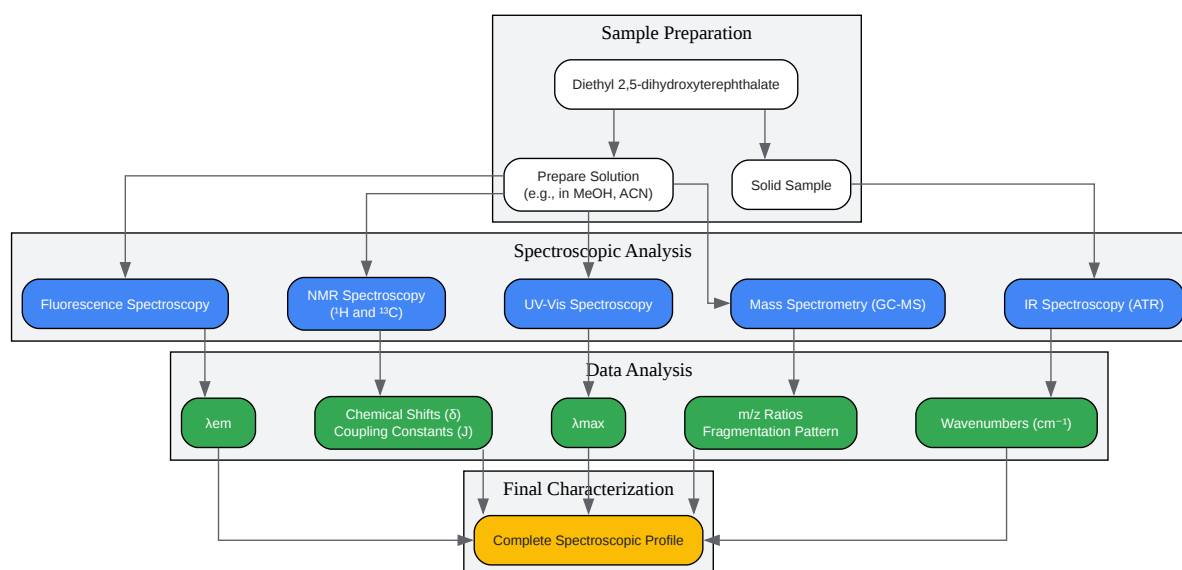 Sample Preparation
Diethyl 2,5-dihydroxyterephthalate
Prepare Solution
(e.g., in MeOH, ACN)
Solid Sample
Spectroscopic Analysis
Fluorescence Spectroscopy
NMR Spectroscopy
(¹H and ¹³C)
UV-Vis Spectroscopy
Mass Spectrometry (GC-MS)
IR Spectroscopy (ATR)
Data Analysis
λem
Chemical Shifts (δ)
Coupling Constants (J)
λmax
m/z Ratios
Fragmentation Pattern
Wavenumbers (cm⁻¹)
Final Characterization
Complete Spectroscopic Profile